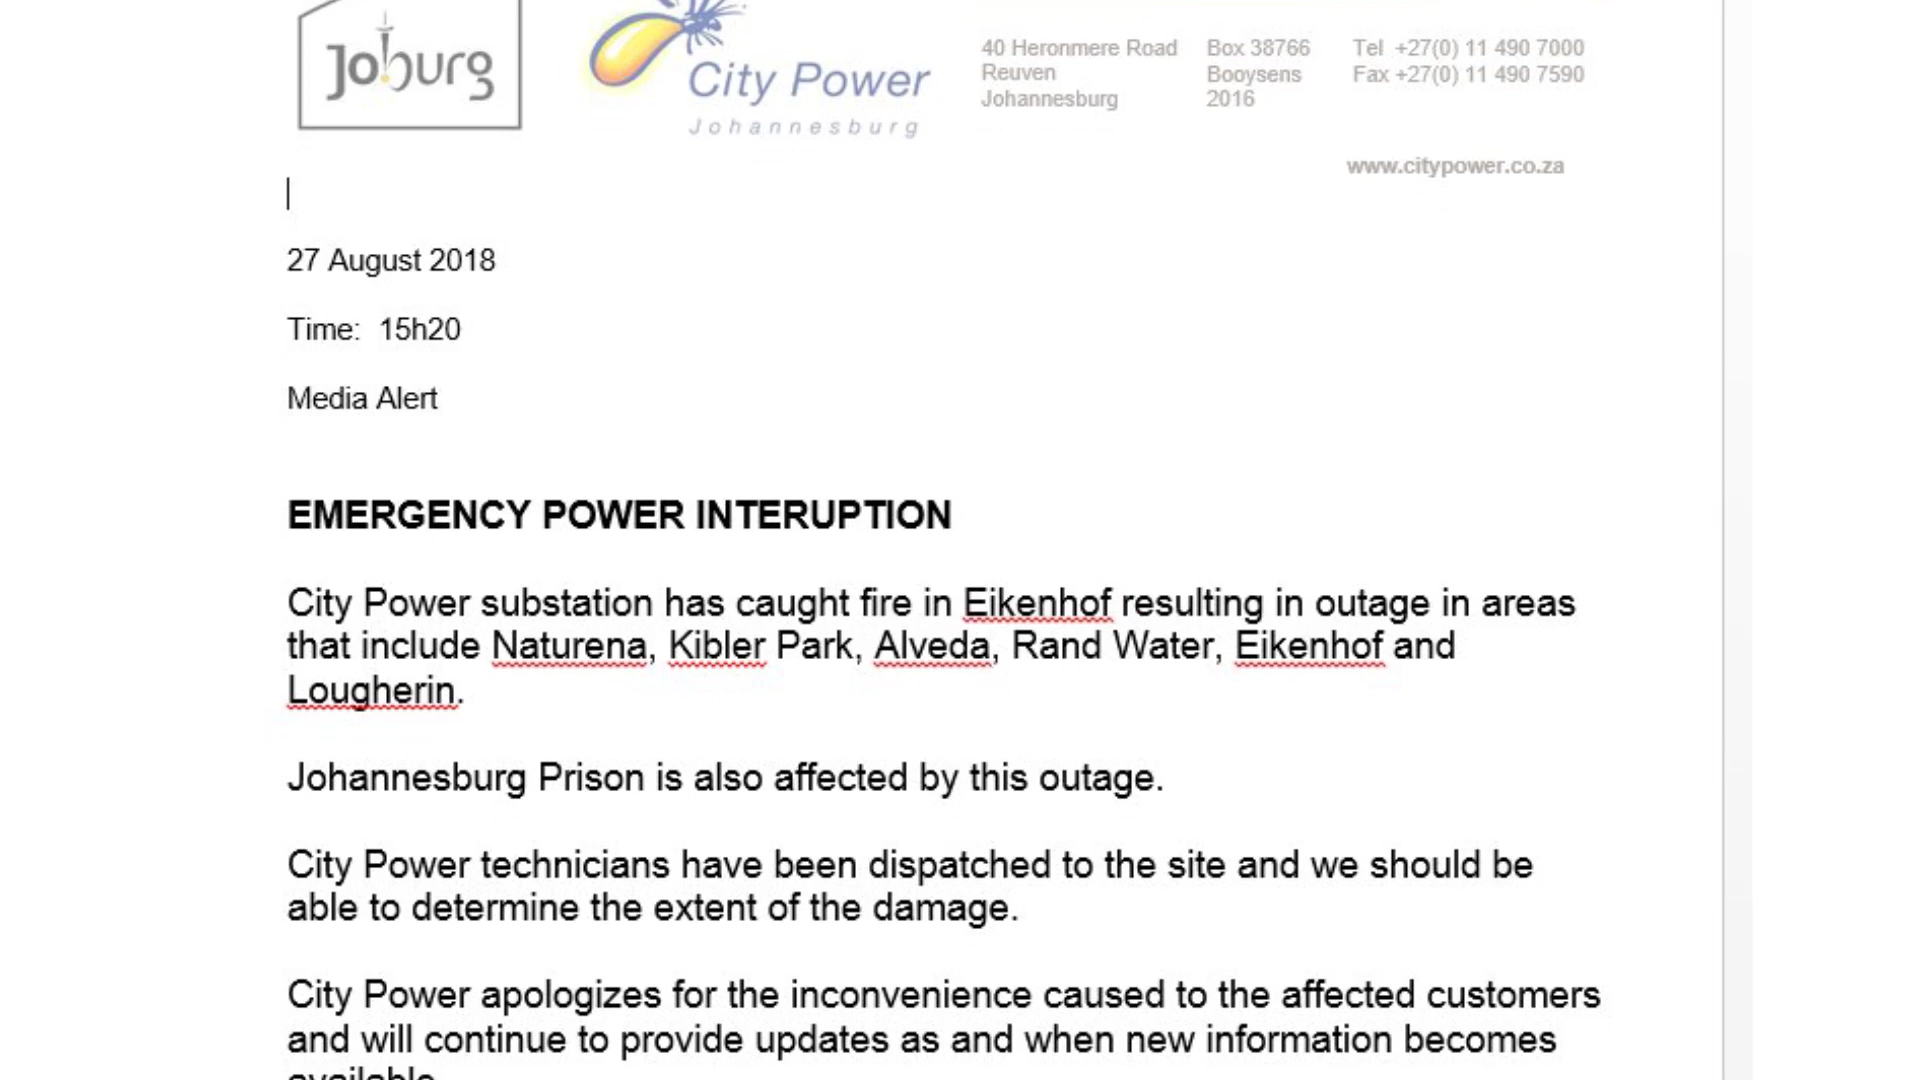 Joburg
City Power
Johannesburg
40 Heronmere Road
Reuven
Johannesburg
Box 38766
Booysens
2016
Tel +27(0) 11 490 7000
Fax +27(0) 11 490 7590
www.citypower.co.za
27 August 2018
Time: 15h20
Media Alert
EMERGENCY POWER INTERUPTION
City Power substation has caught fire in Eikenhof resulting in outage in areas
that include Naturena, Kibler Park, Alveda, Rand Water, Eikenhof and
Lougherin.
Johannesburg Prison is also affected by this outage.
City Power technicians have been dispatched to the site and we should be
able to determine the extent of the damage.
City Power apologizes for the inconvenience caused to the affected customers
and will continue to provide updates as and when new information becomes
available